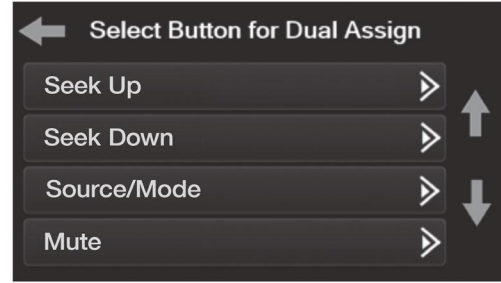 Select Button for Dual Assign
Seek Up
Seek Down
Source/Mode
Mute